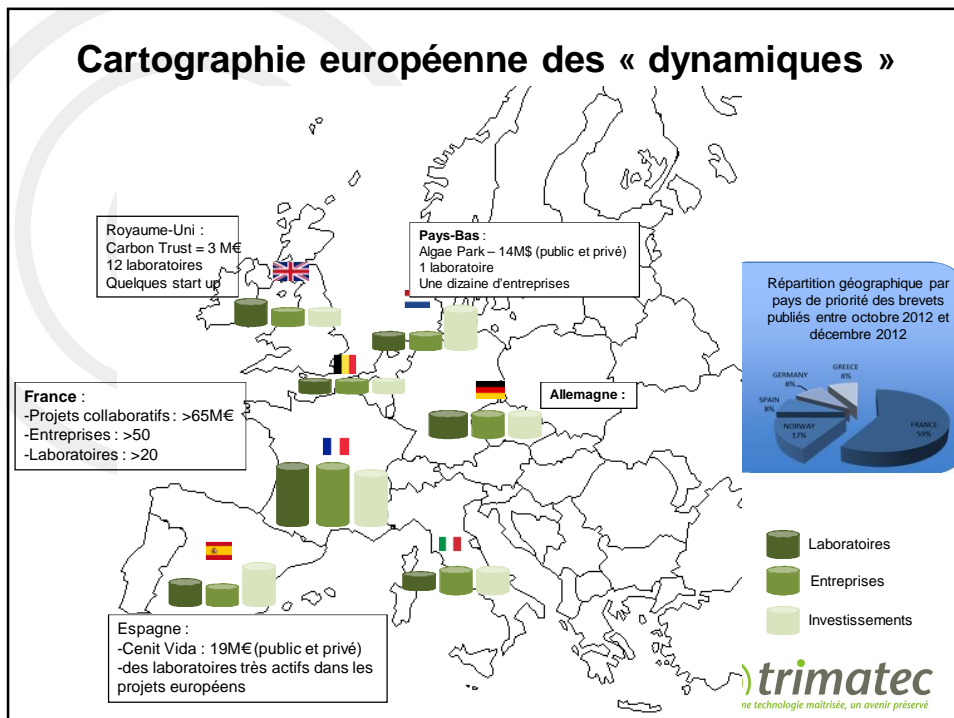 Cartographie européenne des « dynamiques »
Royaume-Uni :
Carbon Trust = 3 M€
12 laboratoires
Quelques start up
Pays-Bas :
Algae Park – 14M$ (public et privé)
1 laboratoire
Une dizaine d'entreprises
Répartition géographique par
pays de priorité des brevets
publiés entre octobre 2012 et
décembre 2012
GREECE
8%
GERMANY
8%
SPAIN
8%
NORWAY
17%
FRANCE
59%
Allemagne :
France :
-Projets collaboratifs : >65M€
-Entreprises : >50
-Laboratoires : >20
Laboratoires
Entreprises
Investissements
Espagne :
-Cenit Vida : 19M€ (public et privé)
-des laboratoires très actifs dans les
projets européens
trimatec
ne technologie maîtrisée, un avenir préservé